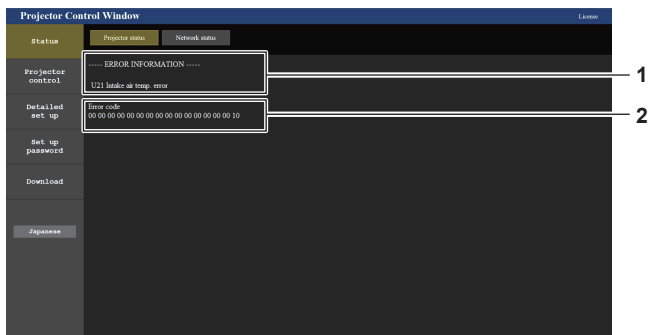 Projector Control Window
License
Status
Projector status
Network status
----- ERROR INFORMATION -----
U21 Intake air temp. error
1
Projector
control
Detailed
set up
Error code
00 00 00 00 00 00 00 00 00 00 00 00 00 00 00 10
2
Set up
password
Download
Japanese